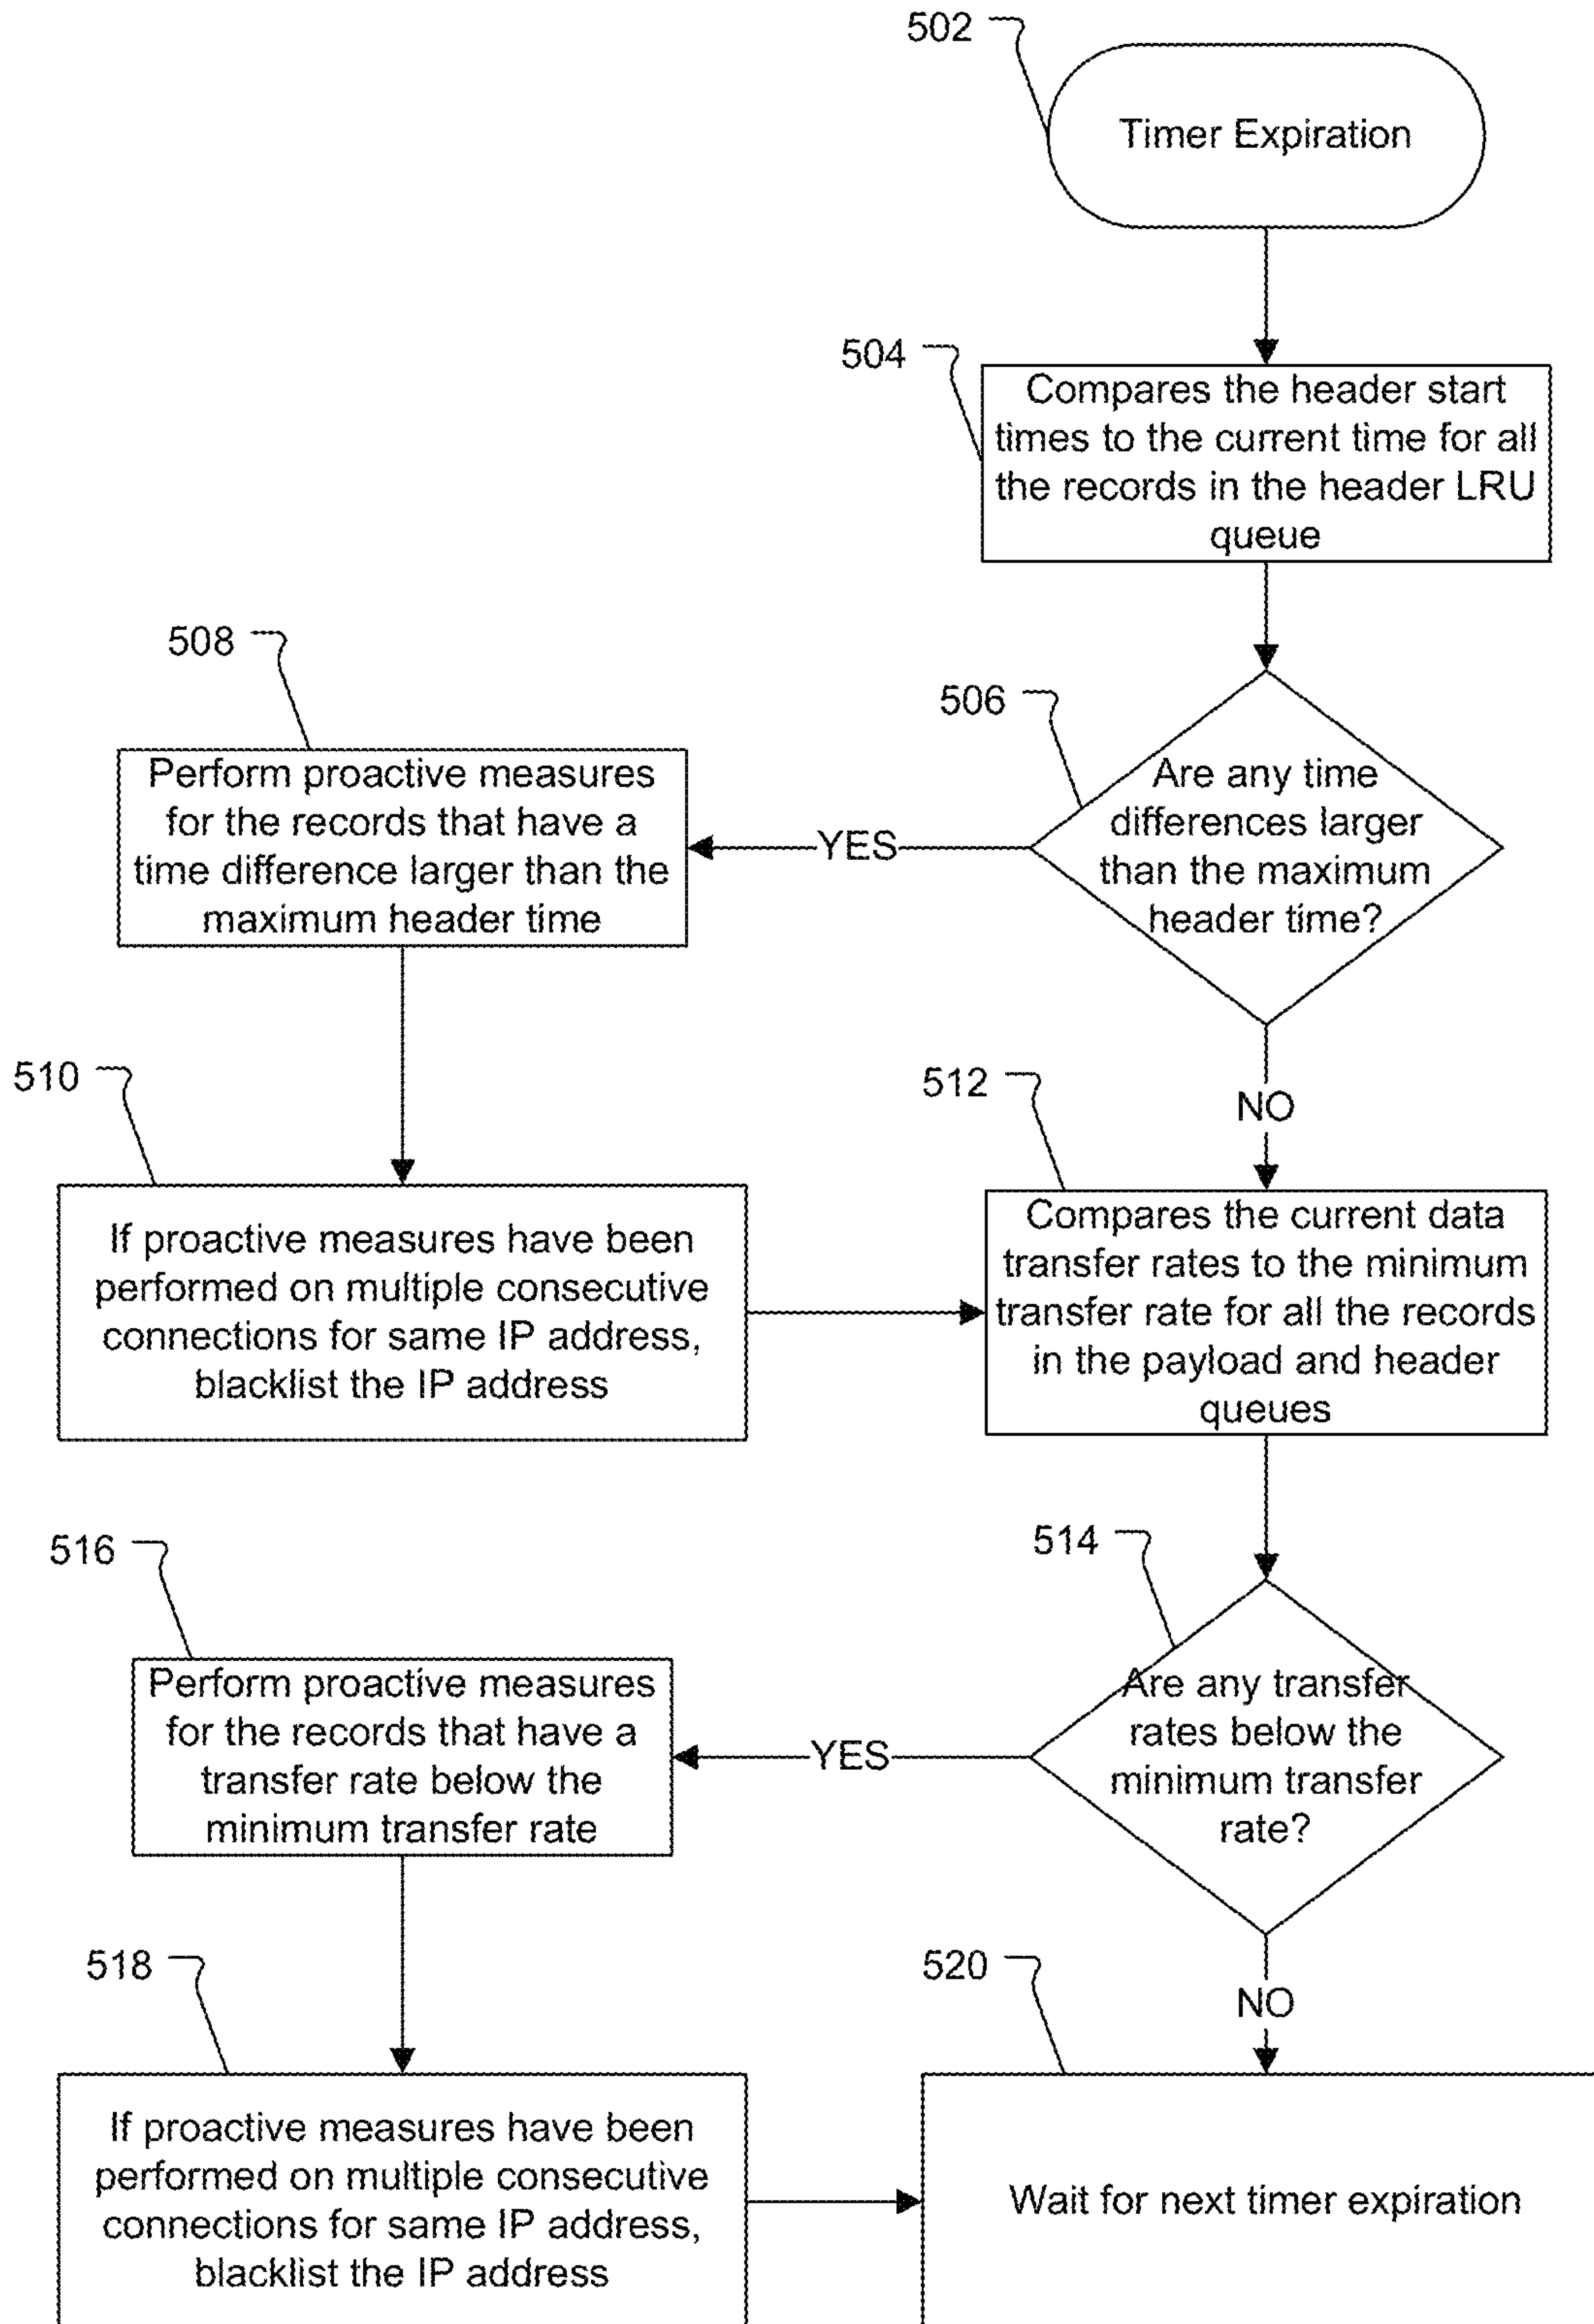 502
Timer Expiration
504
Compares the header start
times to the current time for all
the records in the header LRU
queue
508
506
Perform proactive measures
for the records that have a
time difference larger than the
maximum header time
YES
Are any time
differences larger
than the maximum
header time?
510
512
NO
If proactive measures have been
performed on multiple consecutive
connections for same IP address,
blacklist the IP address
Compares the current data
transfer rates to the minimum
transfer rate for all the records
in the payload and header
queues
516
514
Perform proactive measures
for the records that have a
transfer rate below the
minimum transfer rate
YES
Are any transfer
rates below the
minimum transfer
rate?
518
520
NO
If proactive measures have been
performed on multiple consecutive
connections for same IP address,
blacklist the IP address
Wait for next timer expiration